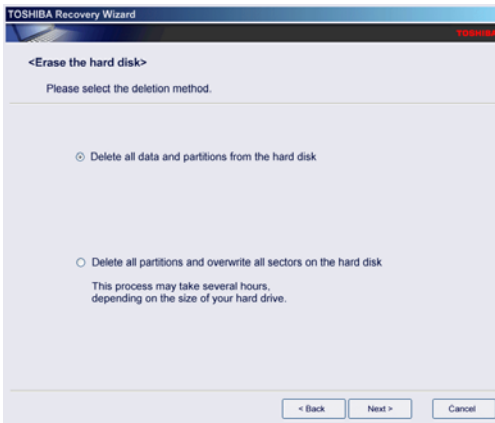 TOSHIBA Recovery Wizard
TOSHIBA
<Erase the hard disk>
Please select the deletion method.
Delete all data and partitions from the hard disk
Delete all partitions and overwrite all sectors on the hard disk
This process may take several hours,
depending on the size of your hard drive.
< Back Next > Cancel